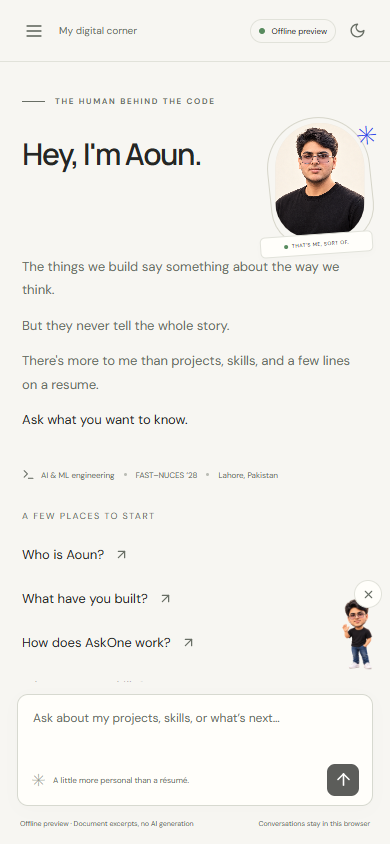 My digital corner
Offline preview
THE HUMAN BEHIND THE CODE
Hey, I'm Aoun.
THAT'S ME, SORT OF.
The things we build say something about the way we
think.
But they never tell the whole story.
There's more to me than projects, skills, and a few lines
on a resume.
Ask what you want to know.
AI & ML engineering • FAST–NUCES '28 • Lahore, Pakistan
A FEW PLACES TO START
Who is Aoun?
What have you built?
How does AskOne work?
Ask about my projects, skills, or what's next...
A little more personal than a résumé.
Offline preview · Document excerpts, no AI generation
Conversations stay in this browser